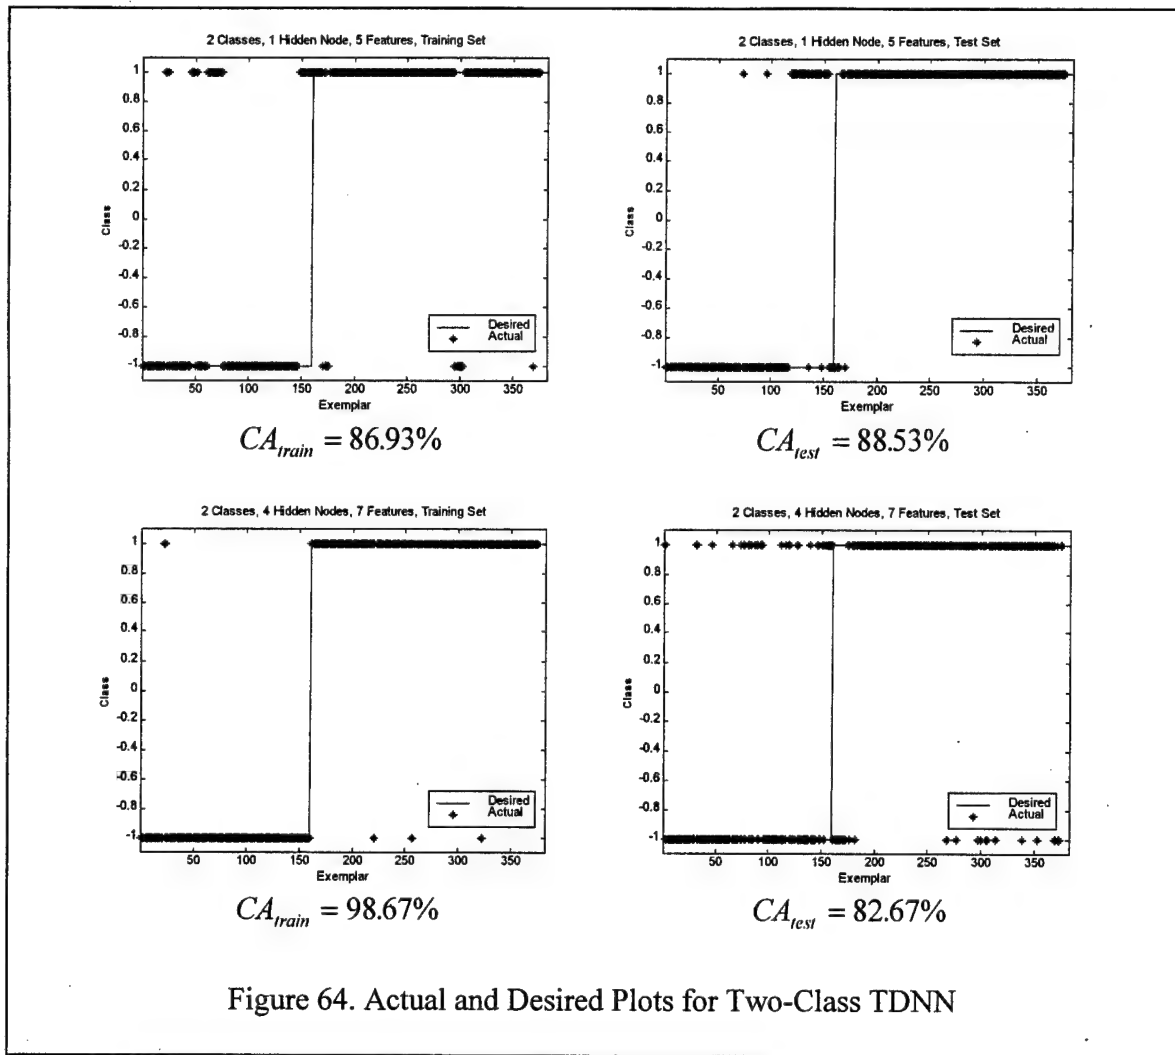 2 Classes, 1 Hidden Node, 5 Features, Training Set
1
0.8
0.6
0.4
0.2
0
-0.2
-0.4
-0.6
-0.8
-1
Class
Desired
Actual
50 100 150 200 250 300 350
Exemplar
CA_train = 86.93%
2 Classes, 1 Hidden Node, 5 Features, Test Set
1
0.8
0.6
0.4
0.2
0
-0.2
-0.4
-0.6
-0.8
-1
Class
Desired
Actual
50 100 150 200 250 300 350
Exemplar
CA_test = 88.53%
2 Classes, 4 Hidden Nodes, 7 Features, Training Set
1
0.8
0.6
0.4
0.2
0
-0.2
-0.4
-0.6
-0.8
-1
Class
Desired
Actual
50 100 150 200 250 300 350
Exemplar
CA_train = 98.67%
2 Classes, 4 Hidden Nodes, 7 Features, Test Set
1
0.8
0.6
0.4
0.2
0
-0.2
-0.4
-0.6
-0.8
-1
Class
Desired
Actual
50 100 150 200 250 300 350
Exemplar
CA_test = 82.67%
Figure 64. Actual and Desired Plots for Two-Class TDNN